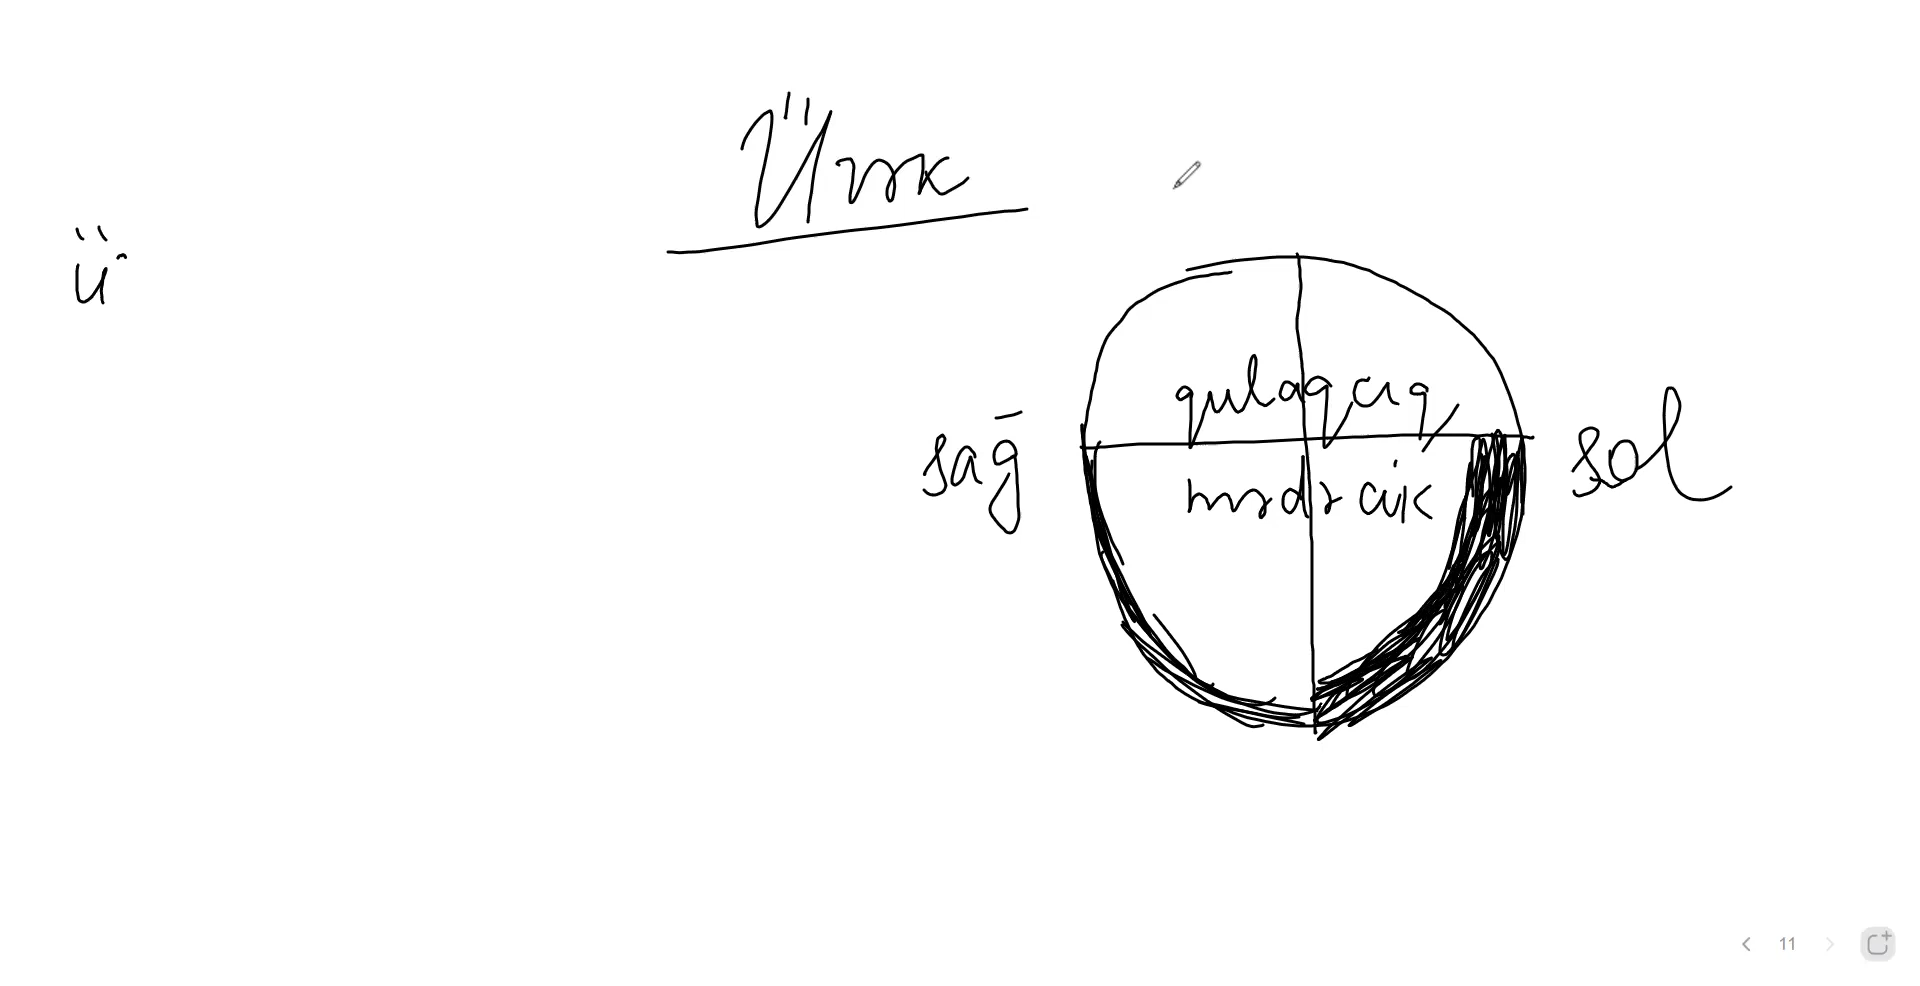 Ürək
ü
qulaqcıq
sağ
sol
mədəcik
11